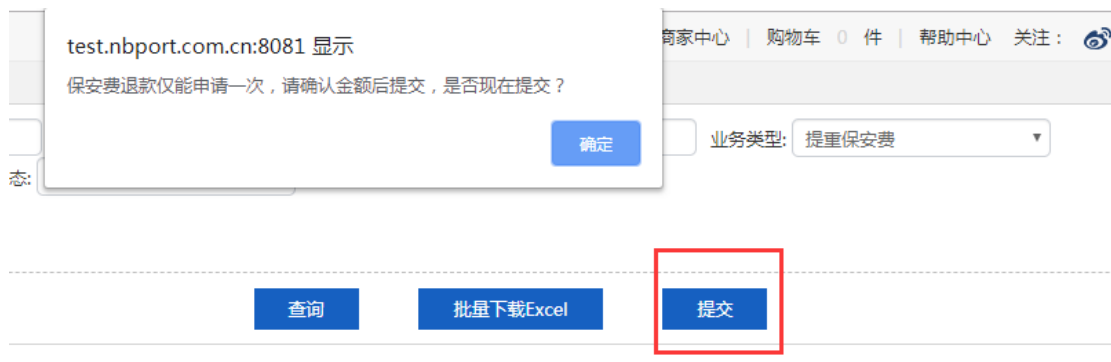 test.nbport.com.cn:8081 显示
保安费退款仅能申请一次，请确认金额后提交，是否现在提交？
确定
商家中心 | 购物车 0 件 | 帮助中心 关注：
业务类型: 提重保安费
态:
查询 批量下载Excel 提交